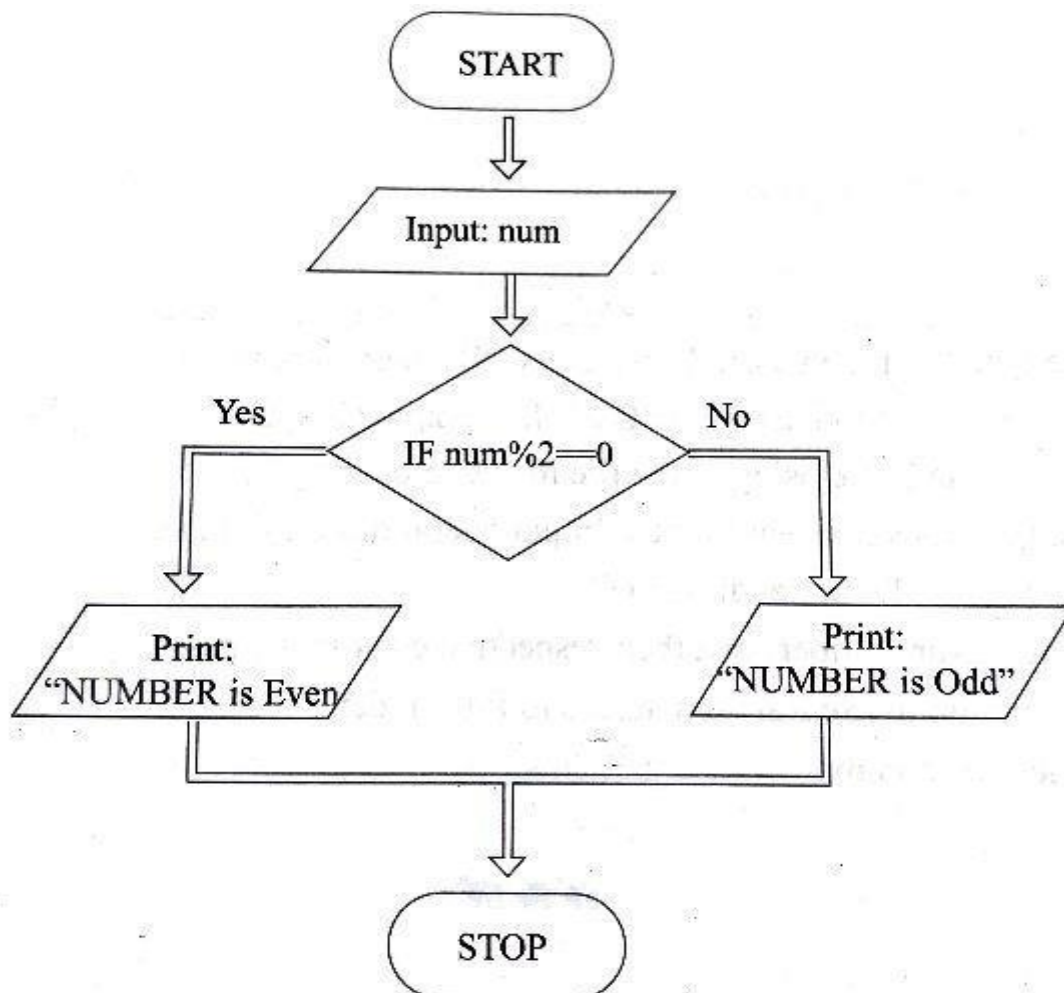 START
Input: num
Yes
No
IF num%2==0
Print:
“NUMBER is Even
Print:
“NUMBER is Odd”
STOP